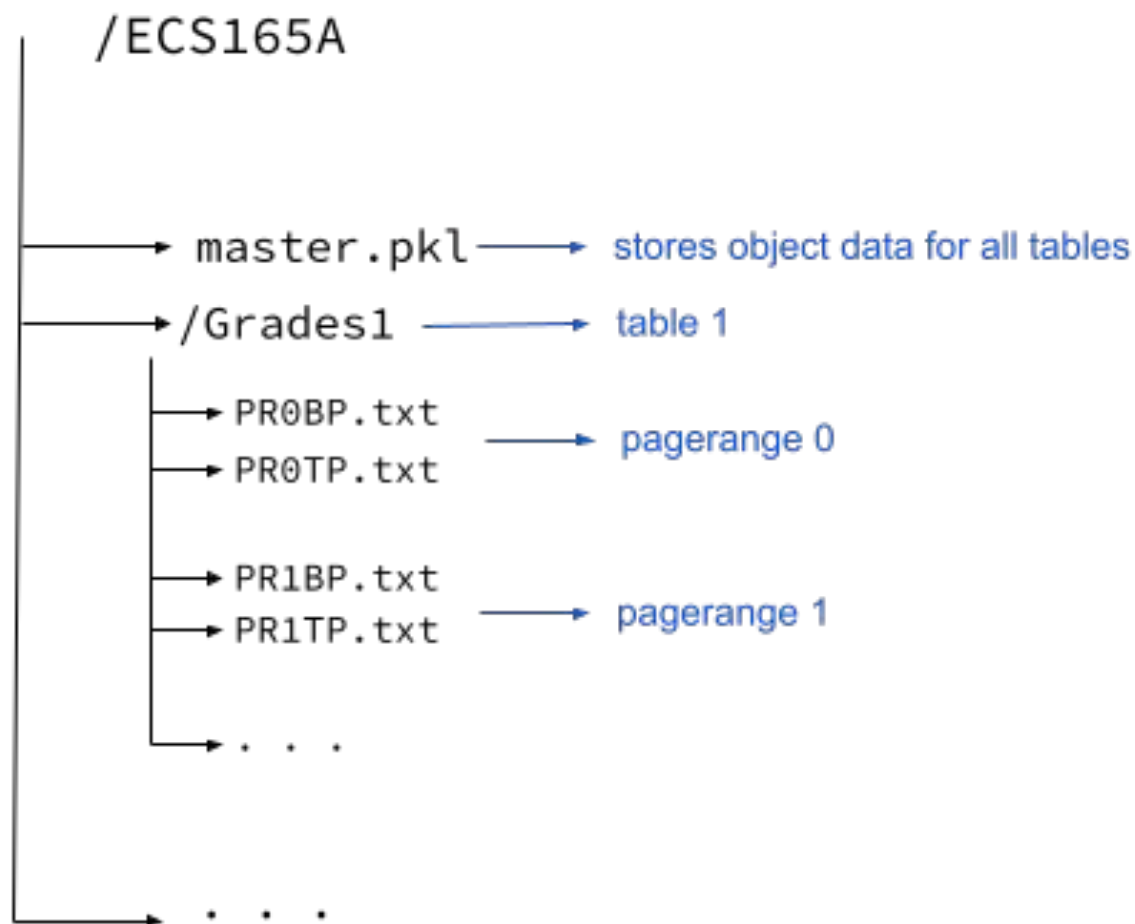 /ECS165A
master.pkl stores object data for all tables
/Grades1 table 1
PR0BP.txt
pagerange 0
PR0TP.txt
PR1BP.txt
pagerange 1
PR1TP.txt
. . .
. . .